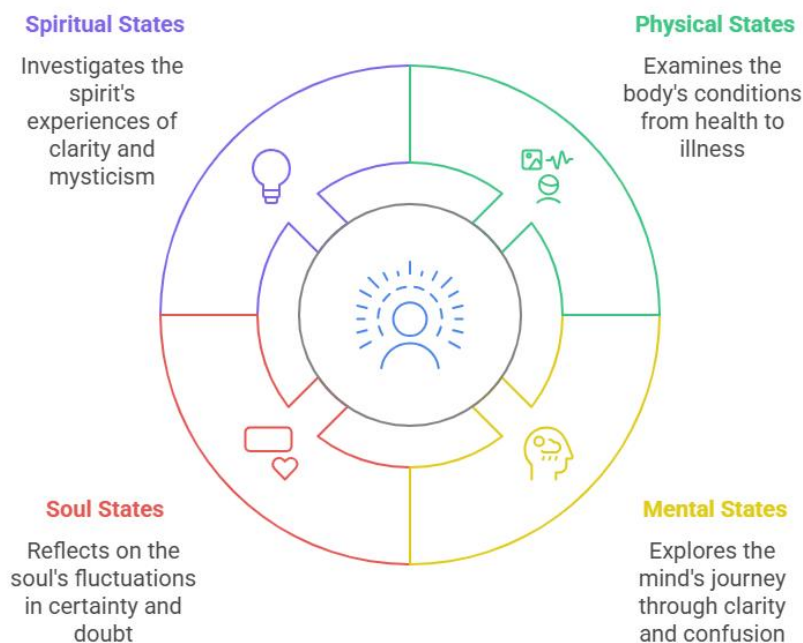 Spiritual States
Investigates the
spirit's
experiences of
clarity and
mysticism
Physical States
Examines the
body's conditions
from health to
illness
Soul States
Reflects on the
soul's fluctuations
in certainty and
doubt
Mental States
Explores the
mind's journey
through clarity
and confusion